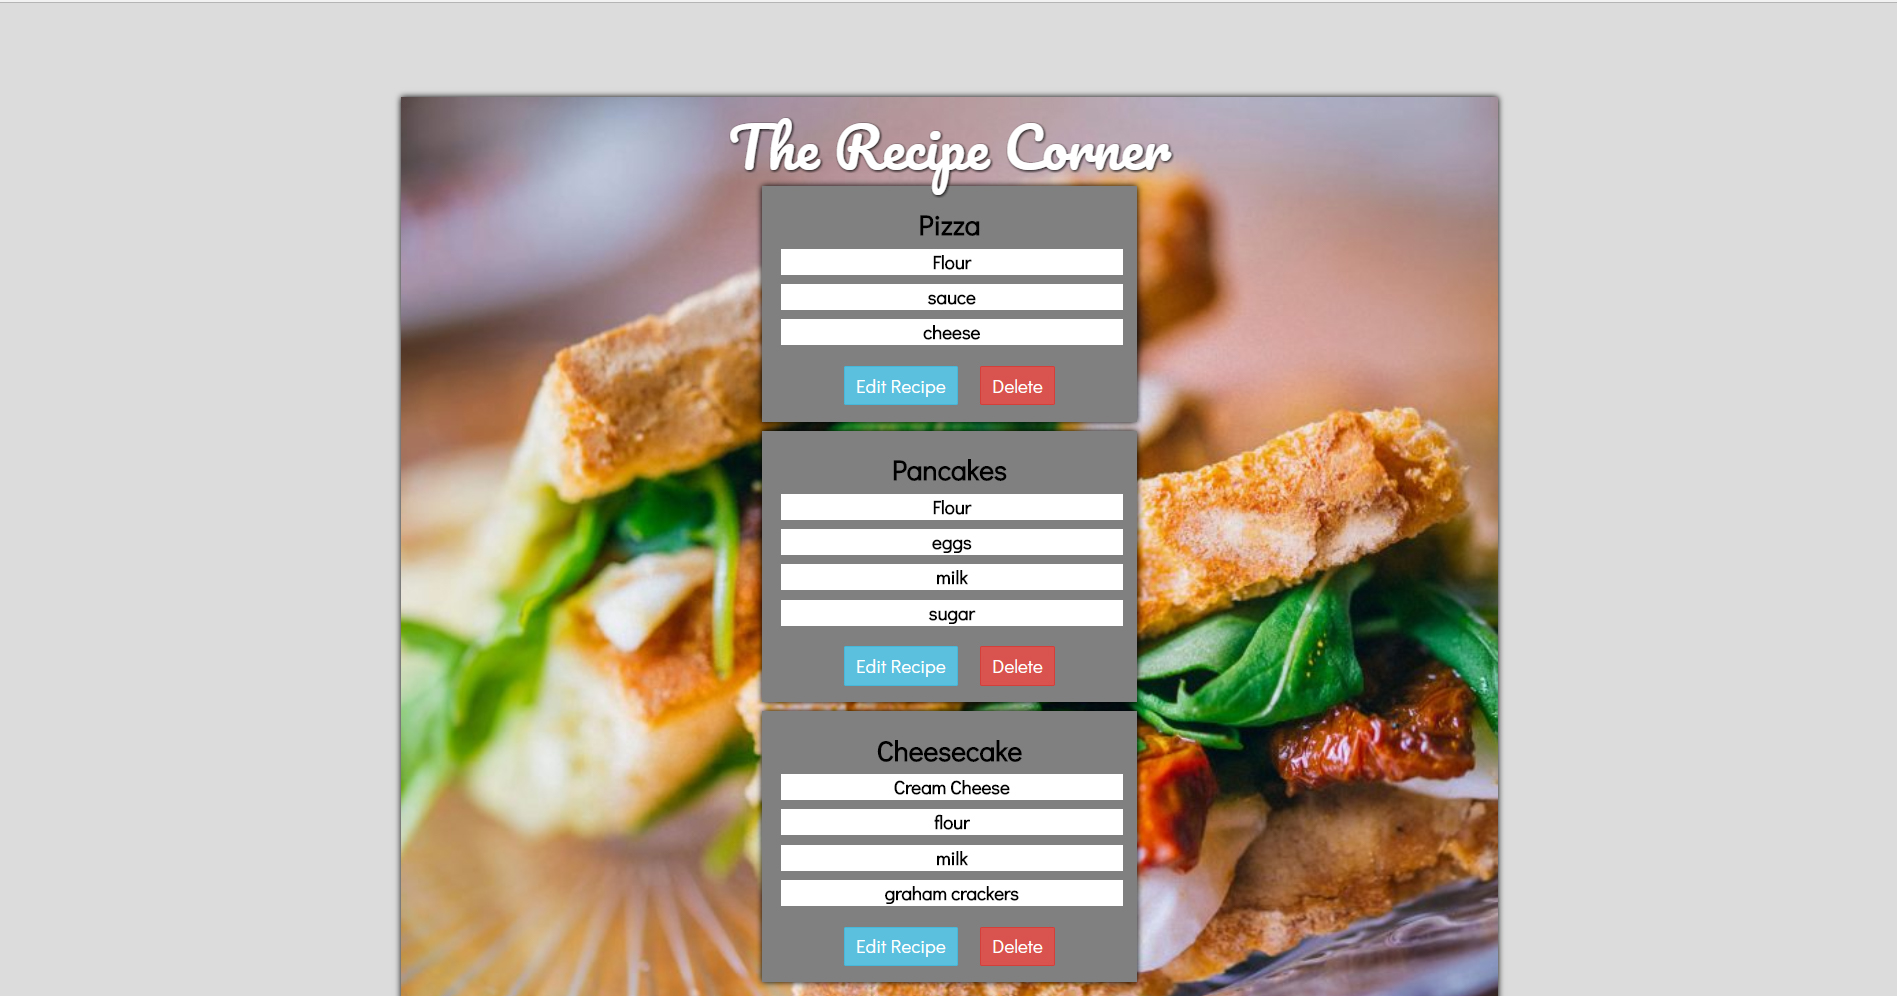 The Recipe Corner
Pizza
Flour
sauce
cheese
Edit Recipe Delete
Pancakes
Flour
eggs
milk
sugar
Edit Recipe Delete
Cheesecake
Cream Cheese
flour
milk
graham crackers
Edit Recipe Delete